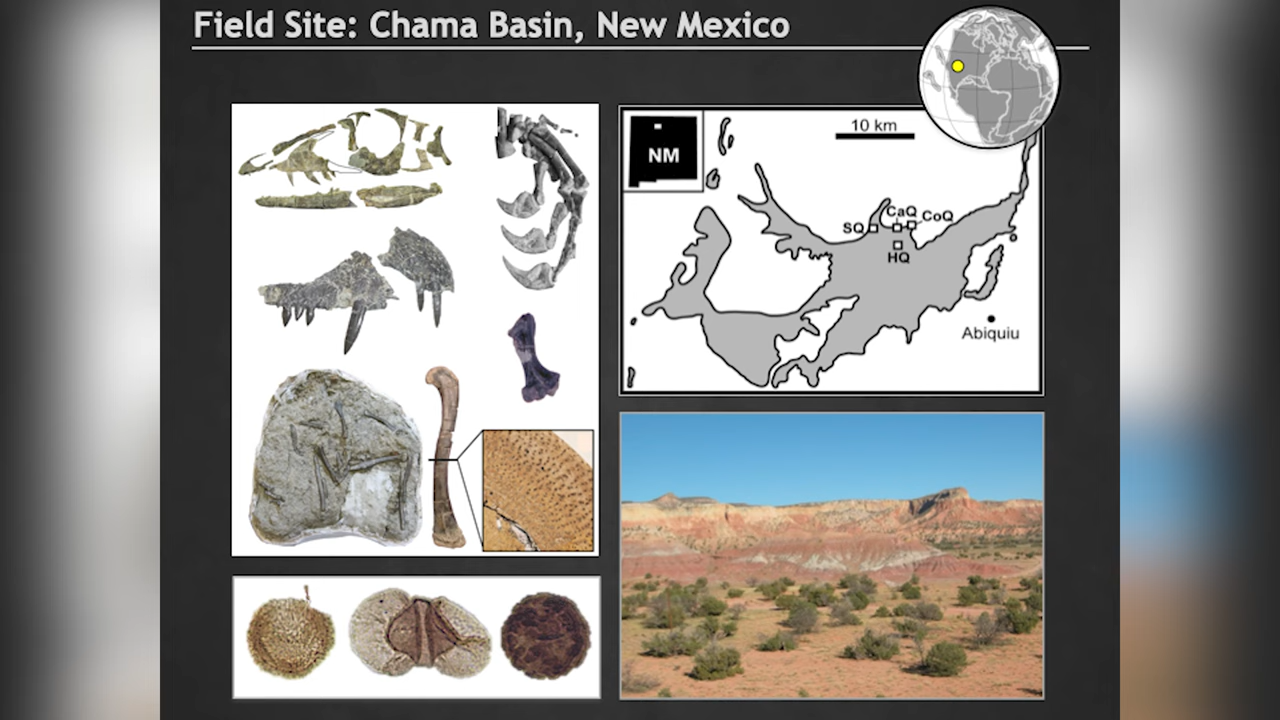 Field Site: Chama Basin, New Mexico
10 km
NM
CaQ
CoQ
SQ
HQ
Abiquiu